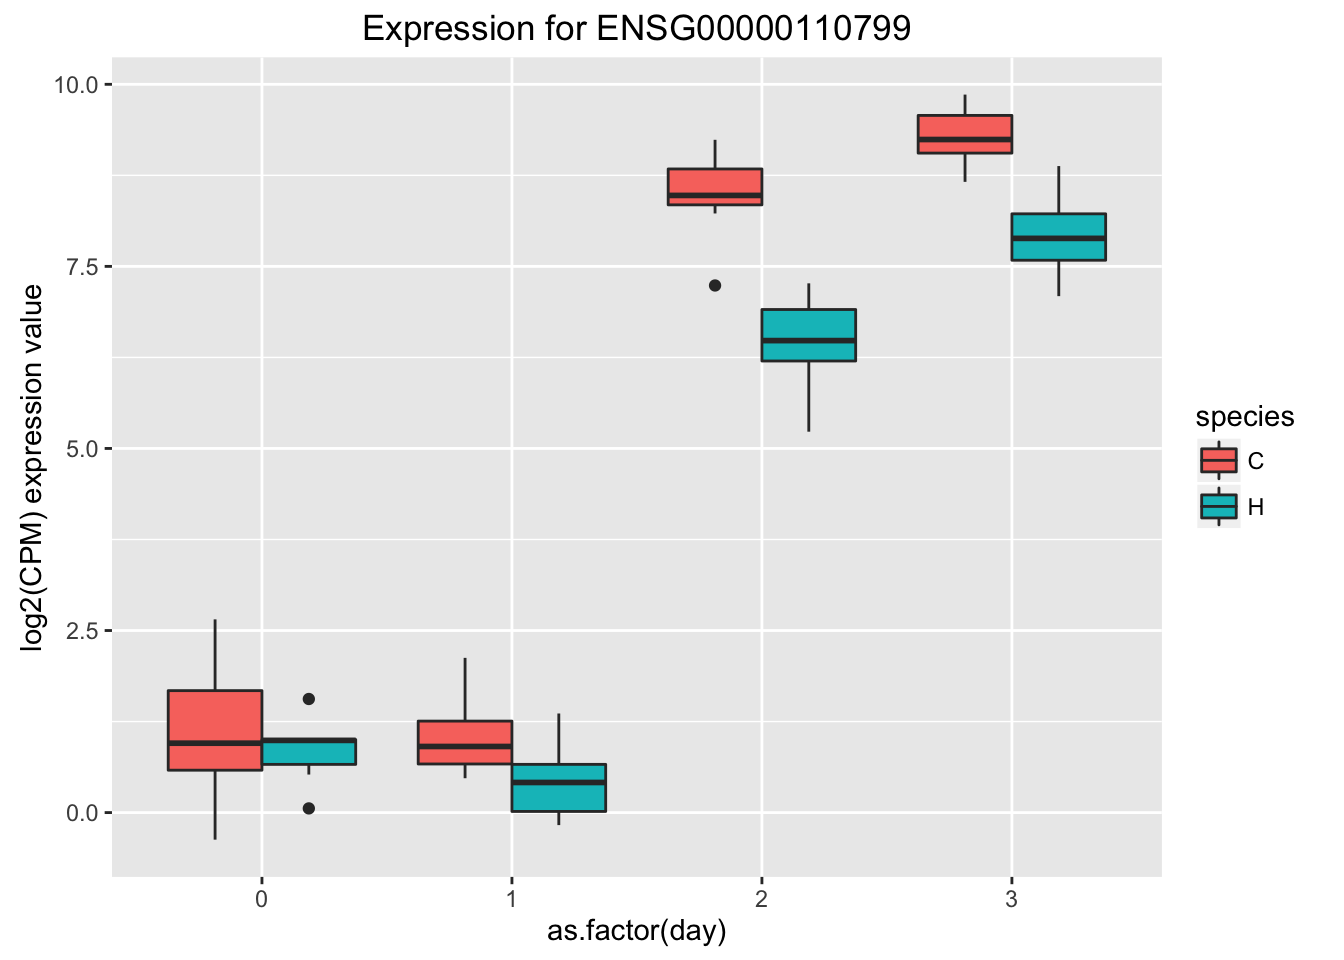 Expression for ENSG00000110799
log2(CPM) expression value
10.0
7.5
5.0
2.5
0.0
0 1 2 3
as.factor(day)
species
C
H